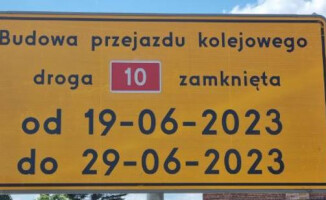 Budowa przejazdu kolejowego
droga 10 zamknięta
od 19-06-2023
do 29-06-2023